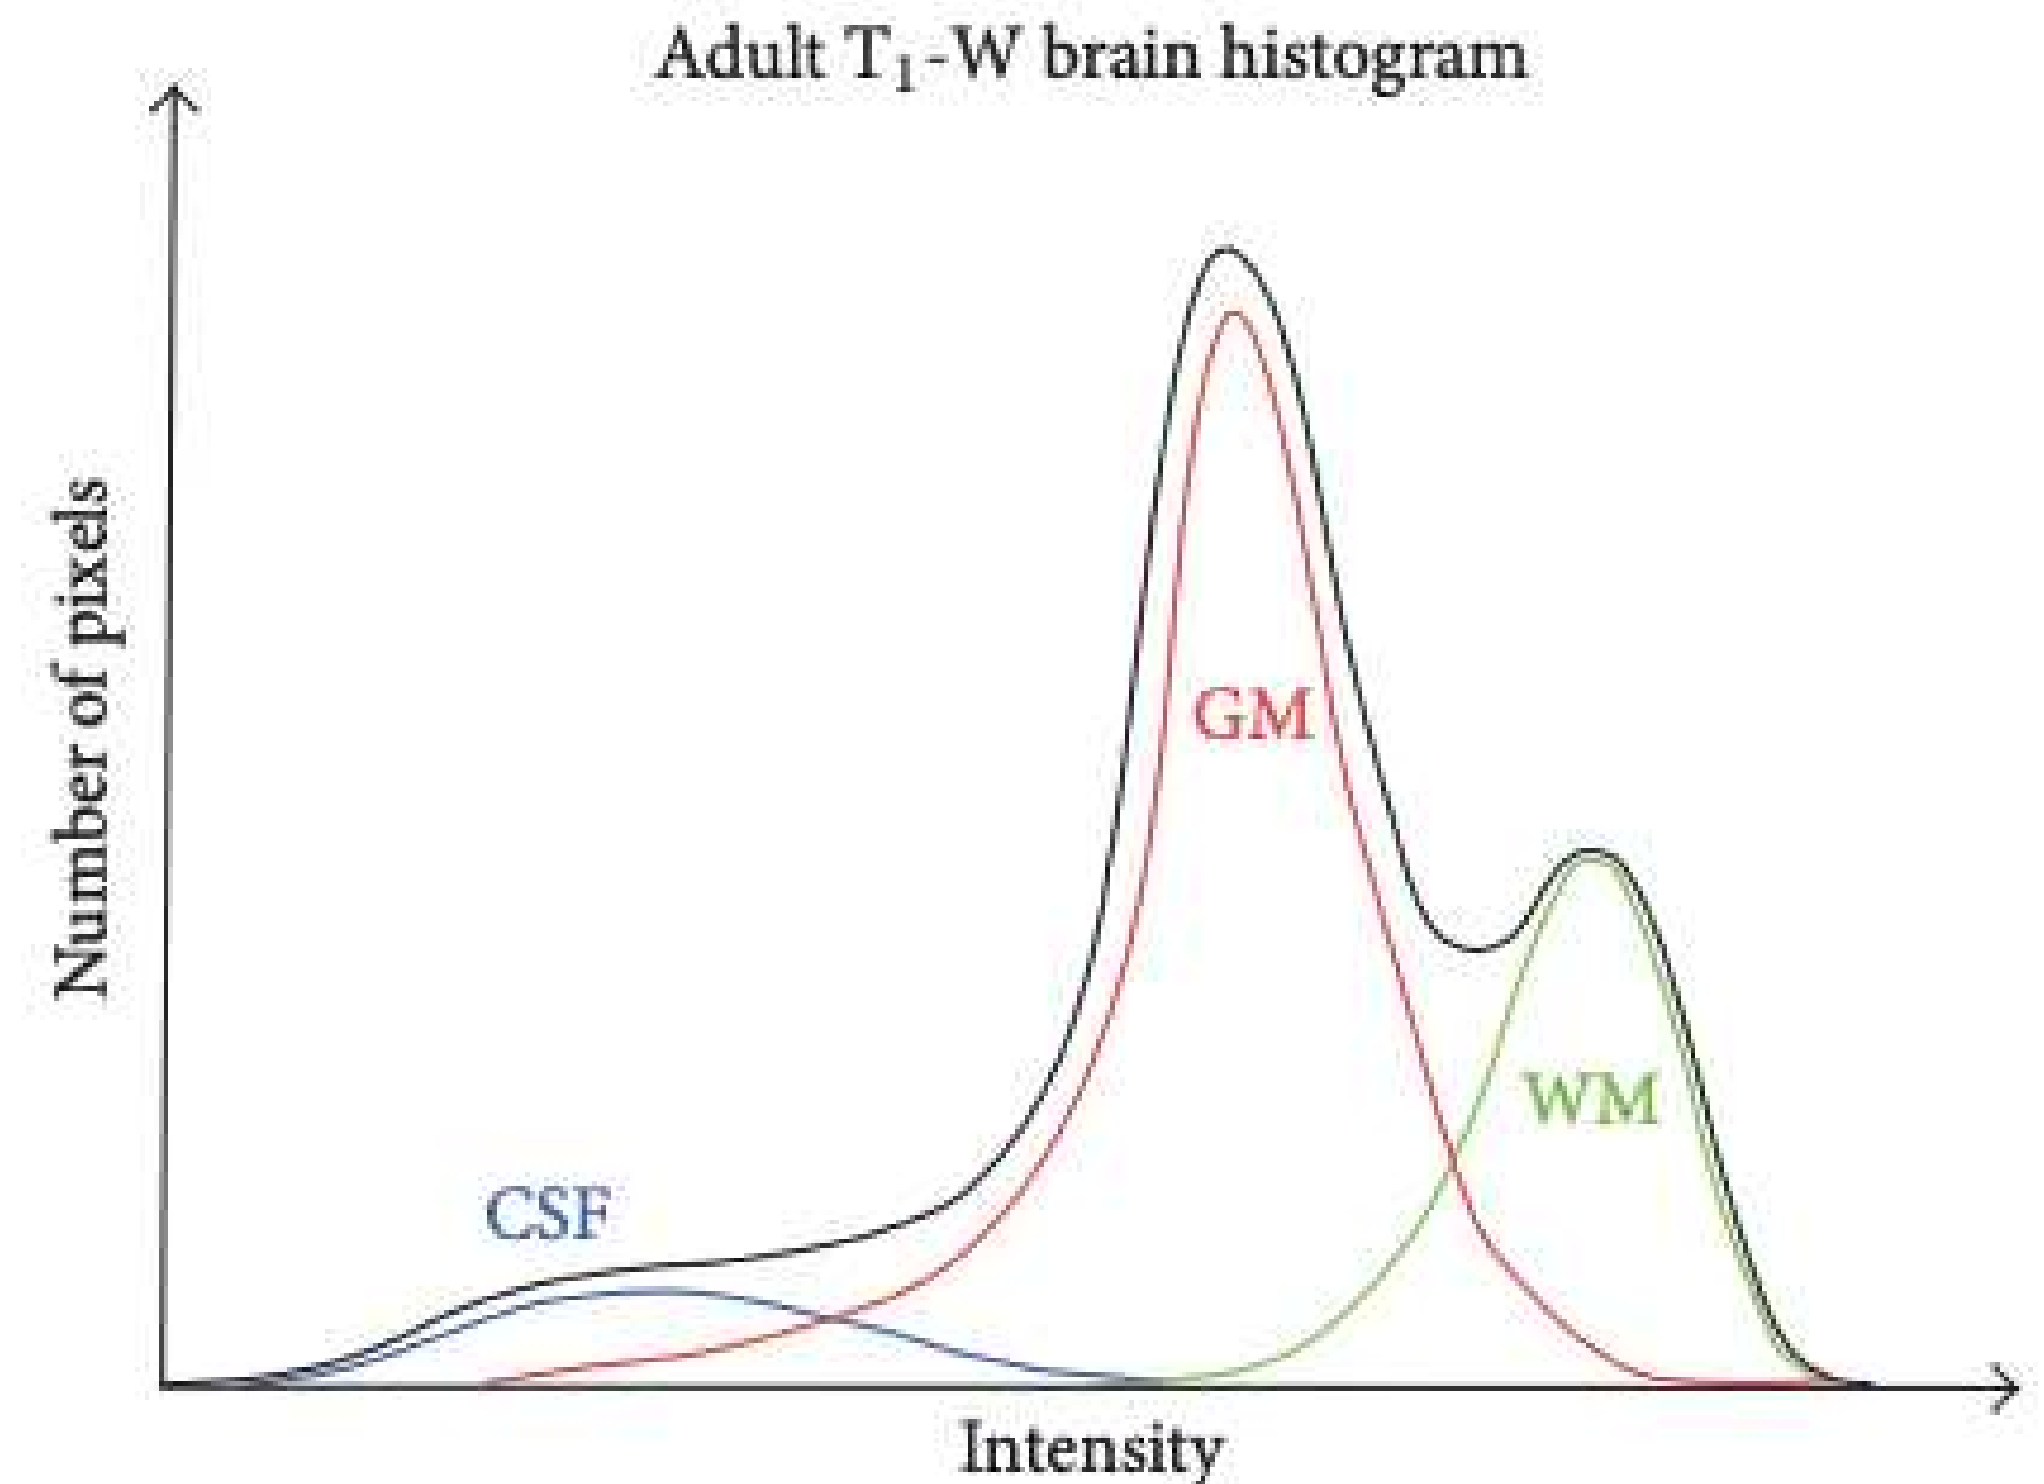 Adult T₁-W brain histogram
Number of pixels
GM
WM
CSF
Intensity